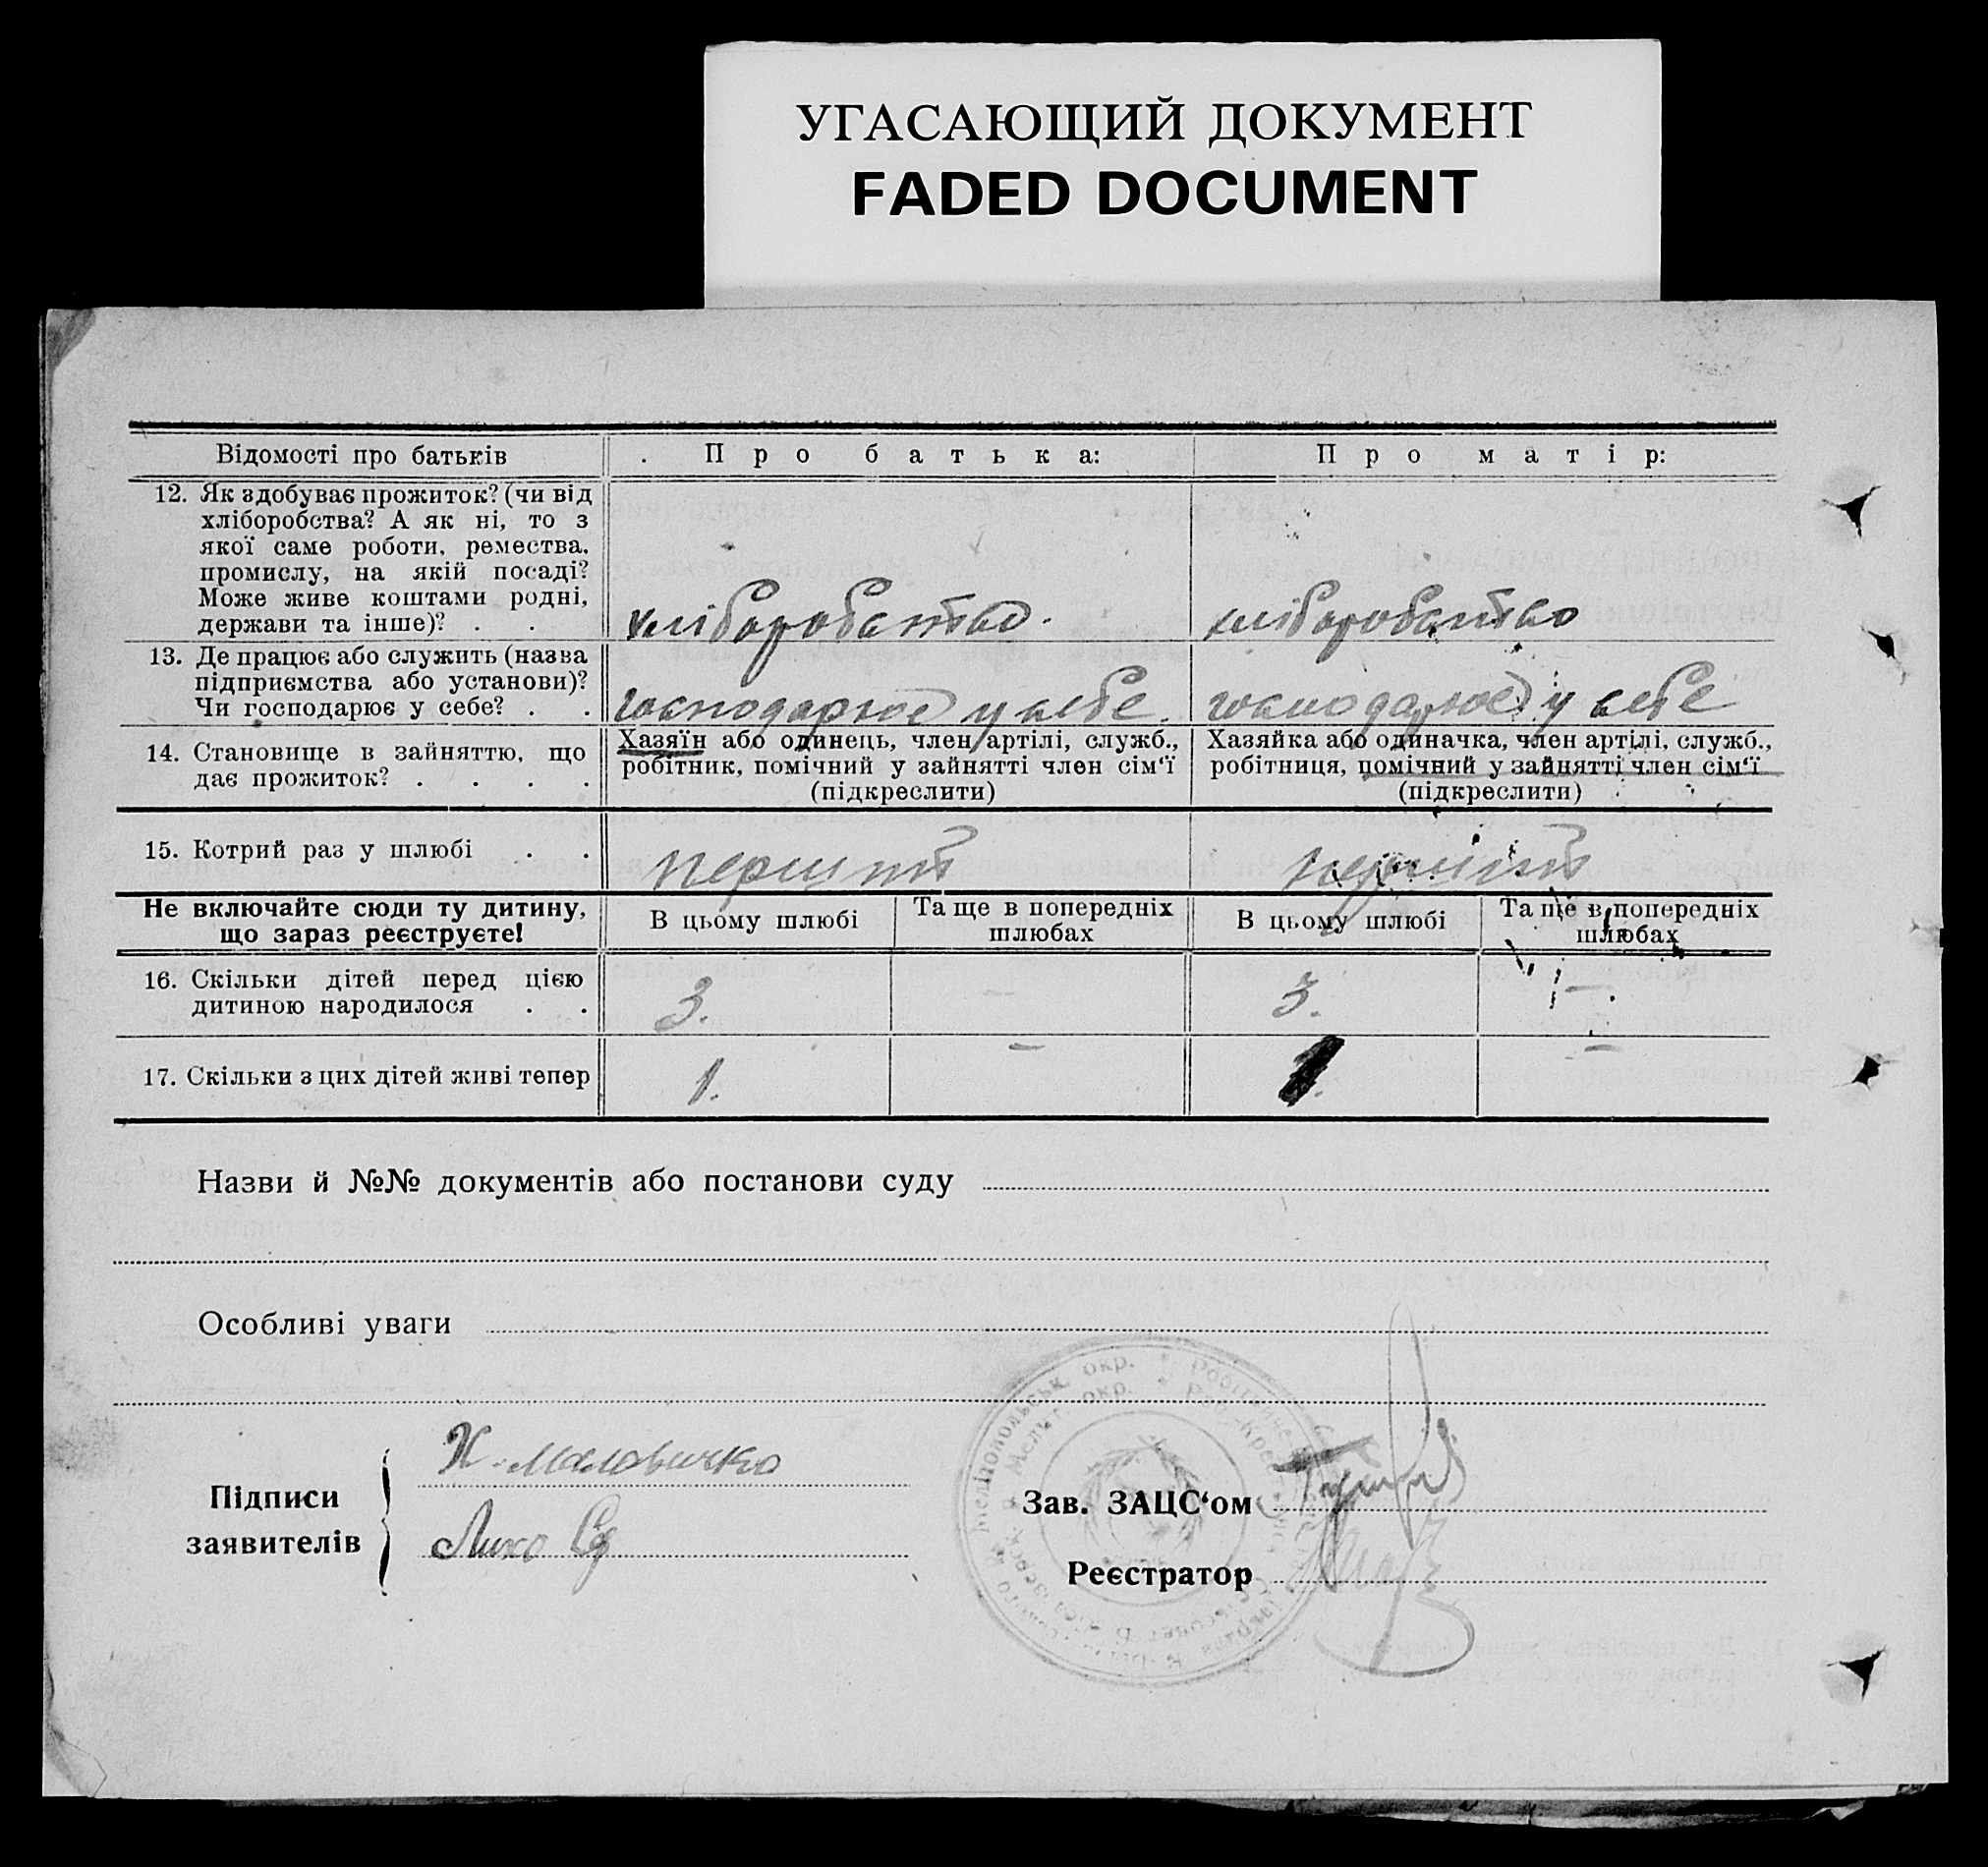 УГАСАЮЩИЙ ДОКУМЕНТ
FADED DOCUMENT
Відомості про батьків
Про батька:
Про матір:
12. Як здобуває прожиток? (чи від
хліборобства? А як ні, то з
якої саме роботи, ремества,
промислу, на якій посаді?
Може живе коштами родні,
держави та інше)? . .
хліборобство.
хліборобство
13. Де працює або служить (назва
підприємства або установи)?
Чи господарює у себе? . .
господарює у себе.
господарює у себе
14. Становище в зайняттю, що
дає прожиток? . . . .
Хазяїн або одинець, член артілі, служб.,
робітник, помічний у зайнятті член сім‘ї
(підкреслити)
Хазяйка або одиначка, член артілі, служб.,
робітниця, помічний у зайнятті член сім‘ї
(підкреслити)
15. Котрий раз у шлюбі . .
Не включайте сюди ту дитину,
що зараз реєструєте!
В цьому шлюбі
Та ще в попередніх
шлюбах
В цьому шлюбі
Та ще в попередніх
шлюбах
16. Скільки дітей перед цією
дитиною народилося . .
3.
—
3.
—
17. Скільки з цих дітей живі тепер
1.
—
1.
—
Назви й №№ документів або постанови суду
Особливі уваги
Підписи
заявителів
Маловичко
Зав. ЗАЦС‘ом
Реєстратор